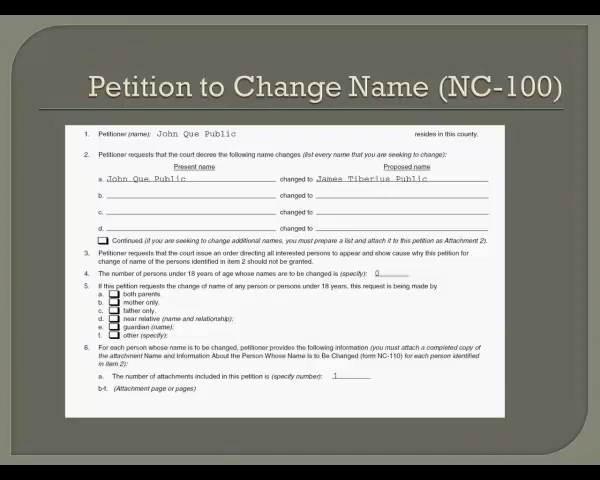 Petition to Change Name (NC-100)
1. Petitioner (name): John Que Public resides in this county.
2. Petitioner requests that the court decree the following name changes (list every name that you are seeking to change):
Present name Proposed name
a. John Que Public changed to James Tiberius Public
b. changed to
c. changed to
d. changed to
Continued (if you are seeking to change additional names, you must prepare a list and attach it to this petition as Attachment 2).
3. Petitioner requests that the court issue an order directing all interested persons to appear and show cause why this petition for
change of name of the persons identified in item 2 should not be granted.
4. The number of persons under 18 years of age whose names are to be changed is (specify): 0
5. If this petition requests the change of name of any person or persons under 18 years, this request is being made by
a. both parents.
b. mother only.
c. father only.
d. near relative (name and relationship):
e. guardian (name):
f. other (specify):
6. For each person whose name is to be changed, petitioner provides the following information (you must attach a completed copy of
the attachment Name and Information About the Person Whose Name Is to Be Changed (form NC-110) for each person identified
in item 2):
a. The number of attachments included in this petition is (specify number): 1
b-f. (Attachment page or pages)